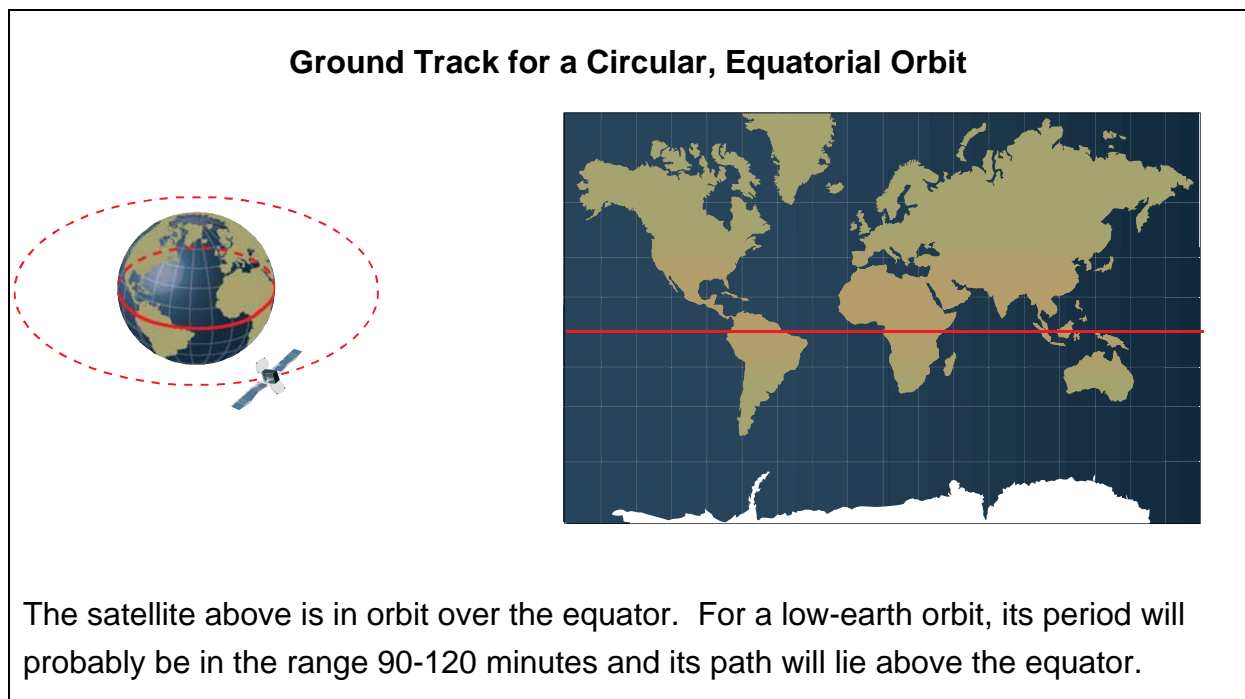 Ground Track for a Circular, Equatorial Orbit
The satellite above is in orbit over the equator.  For a low-earth orbit, its period will
probably be in the range 90-120 minutes and its path will lie above the equator.